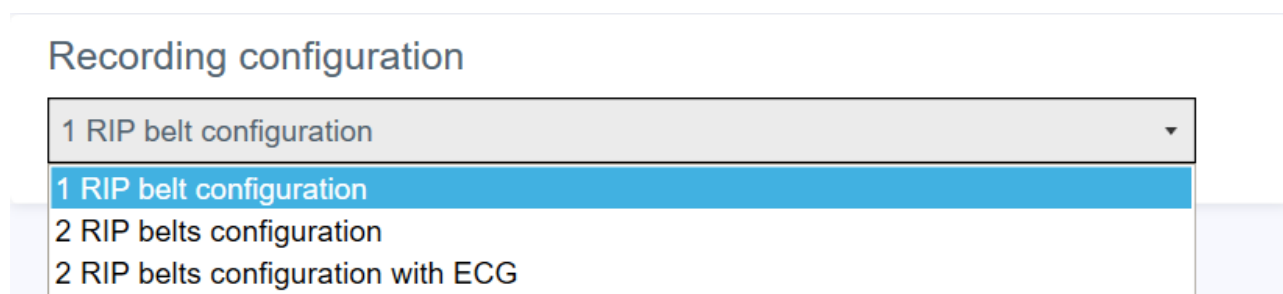 Recording configuration
1 RIP belt configuration
1 RIP belt configuration
2 RIP belts configuration
2 RIP belts configuration with ECG